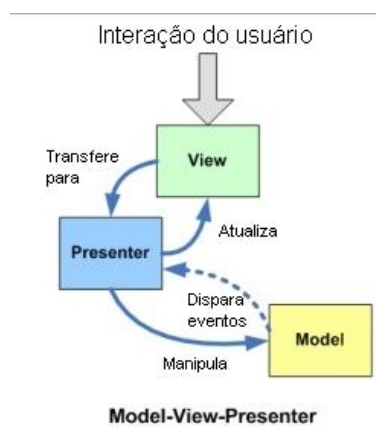 Interação do usuário
View
Transfere
para
Atualiza
Presenter
Dispara
eventos
Model
Manipula
Model-View-Presenter